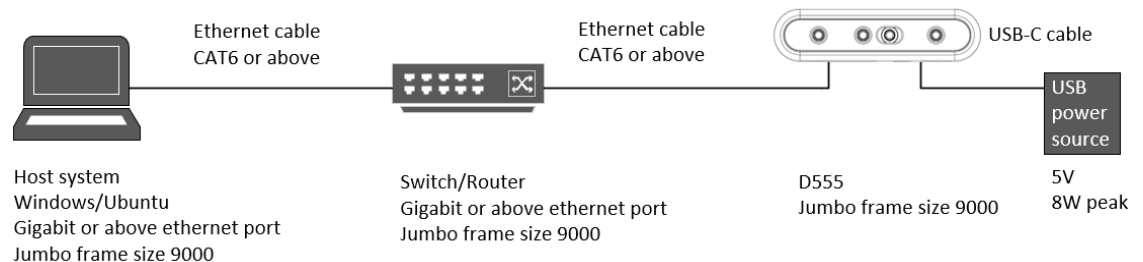 Ethernet cable
CAT6 or above
Ethernet cable
CAT6 or above
USB-C cable
USB
power
source
Host system
Windows/Ubuntu
Gigabit or above ethernet port
Jumbo frame size 9000
Switch/Router
Gigabit or above ethernet port
Jumbo frame size 9000
D555
Jumbo frame size 9000
5V
8W peak